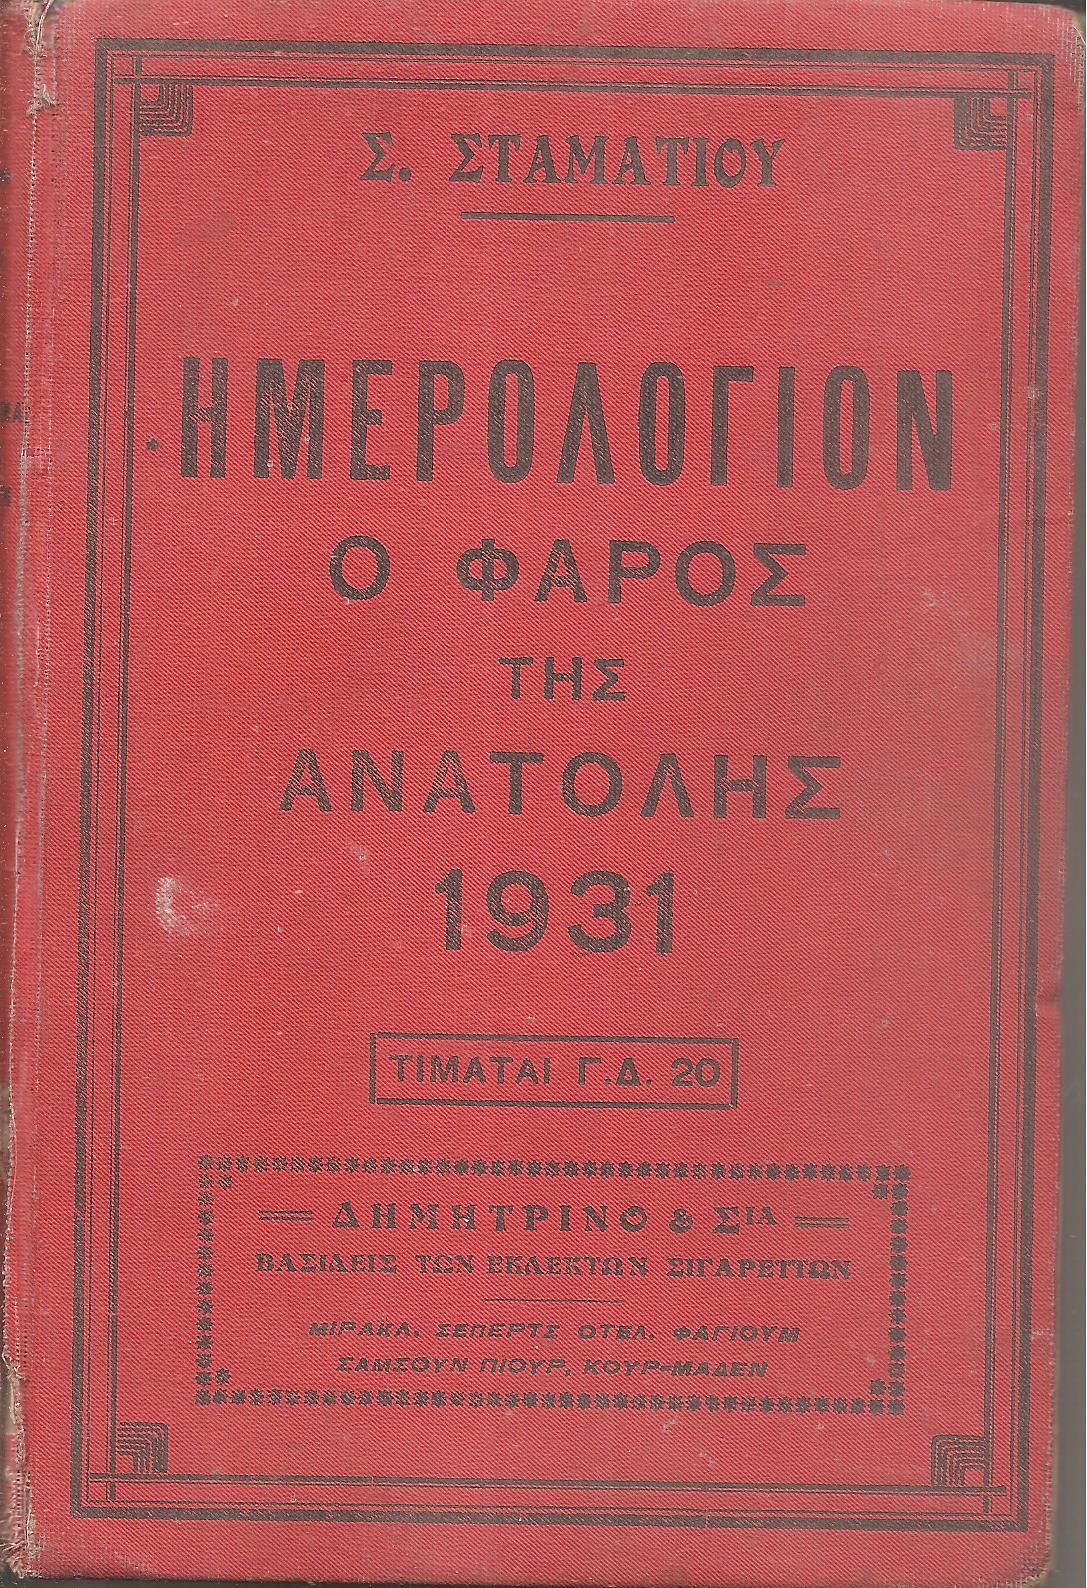 Σ. ΣΤΑΜΑΤΙΟΥ
ΗΜΕΡΟΛΟΓΙΟΝ
Ο ΦΑΡΟΣ
ΤΗΣ
ΑΝΑΤΟΛΗΣ
1931
ΤΙΜΑΤΑΙ Γ.Δ. 20
ΔΗΜΗΤΡΙΝΟ & ΣΙΑ
ΒΑΣΙΛΕΙΣ ΤΩΝ ΕΚΛΕΚΤΩΝ ΣΙΓΑΡΕΤΤΩΝ
ΜΙΡΑΚΛ. ΣΕΠΕΡΤΣ ΟΤΕΛ. ΦΑΓΙΟΥΜ
ΣΑΜΣΟΥΝ ΠΙΟΥΡ, ΚΟΥΡ=ΜΑΔΕΝ